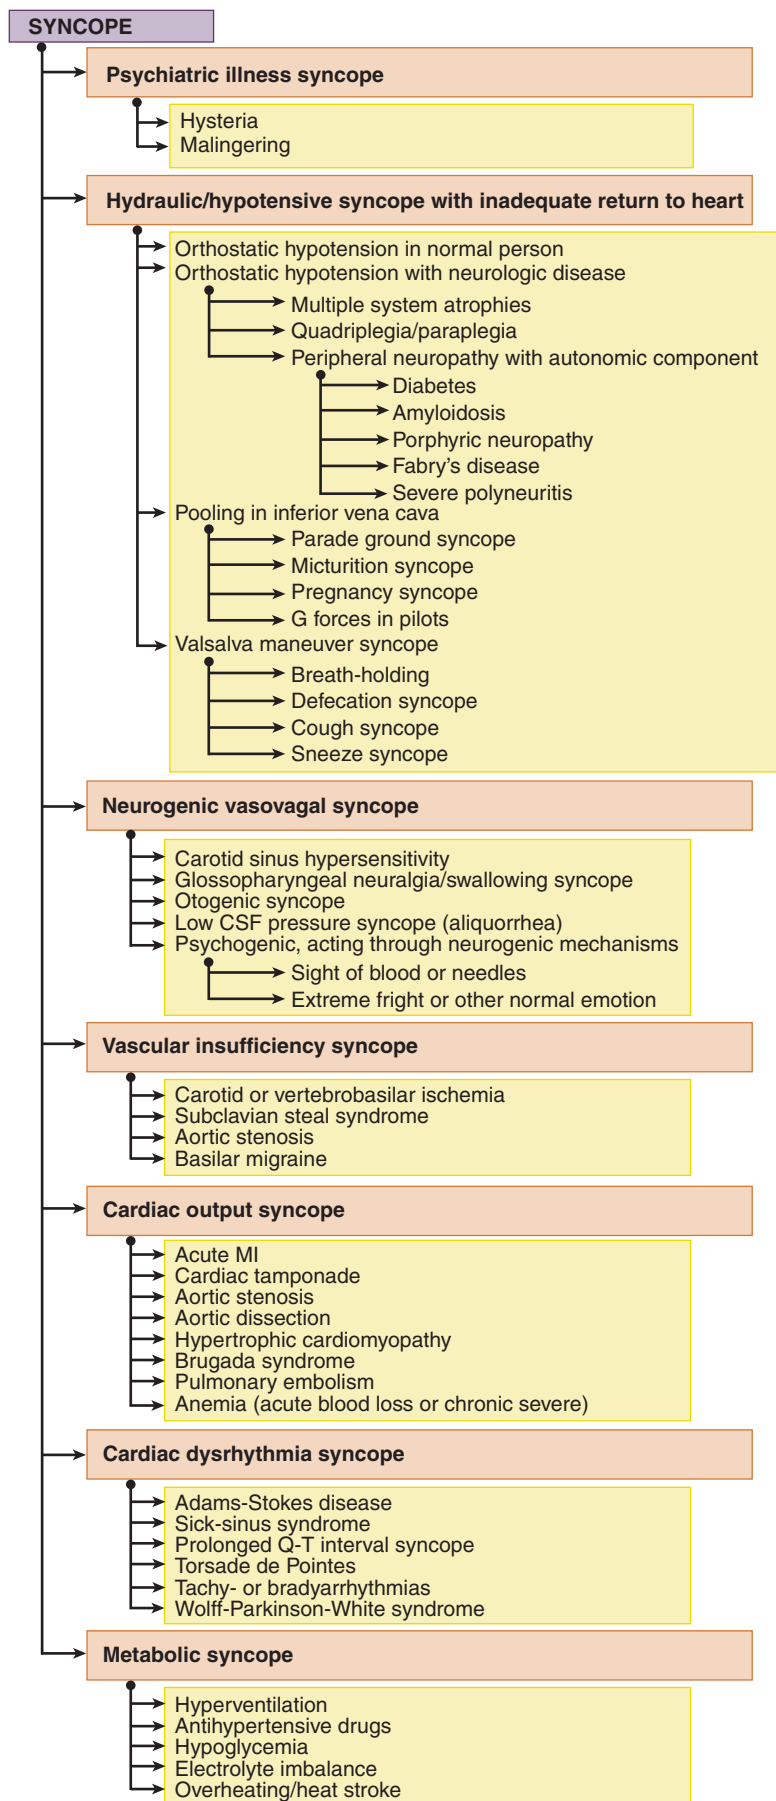 SYNCOPE
Psychiatric illness syncope
Hysteria
Malingering
Hydraulic/hypotensive syncope with inadequate return to heart
Orthostatic hypotension in normal person
Orthostatic hypotension with neurologic disease
Multiple system atrophies
Quadriplegia/paraplegia
Peripheral neuropathy with autonomic component
Diabetes
Amyloidosis
Porphyric neuropathy
Fabry's disease
Severe polyneuritis
Pooling in inferior vena cava
Parade ground syncope
Micturition syncope
Pregnancy syncope
G forces in pilots
Valsalva maneuver syncope
Breath-holding
Defecation syncope
Cough syncope
Sneeze syncope
Neurogenic vasovagal syncope
Carotid sinus hypersensitivity
Glossopharyngeal neuralgia/swallowing syncope
Otogenic syncope
Low CSF pressure syncope (aliquorrhea)
Psychogenic, acting through neurogenic mechanisms
Sight of blood or needles
Extreme fright or other normal emotion
Vascular insufficiency syncope
Carotid or vertebrobasilar ischemia
Subclavian steal syndrome
Aortic stenosis
Basilar migraine
Cardiac output syncope
Acute MI
Cardiac tamponade
Aortic stenosis
Aortic dissection
Hypertrophic cardiomyopathy
Brugada syndrome
Pulmonary embolism
Anemia (acute blood loss or chronic severe)
Cardiac dysrhythmia syncope
Adams-Stokes disease
Sick-sinus syndrome
Prolonged Q-T interval syncope
Torsade de Pointes
Tachy- or bradyarrhythmias
Wolff-Parkinson-White syndrome
Metabolic syncope
Hyperventilation
Antihypertensive drugs
Hypoglycemia
Electrolyte imbalance
Overheating/heat stroke